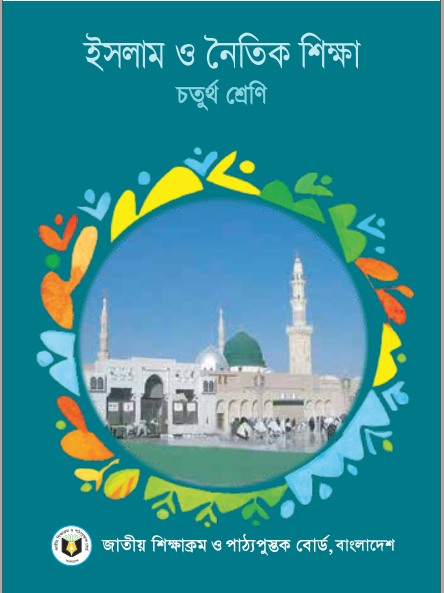 ইসলাম ও নৈতিক শিক্ষা
চতুর্থ শ্রেণি
জাতীয় শিক্ষাক্রম ও পাঠ্যপুস্তক বোর্ড, বাংলাদেশ